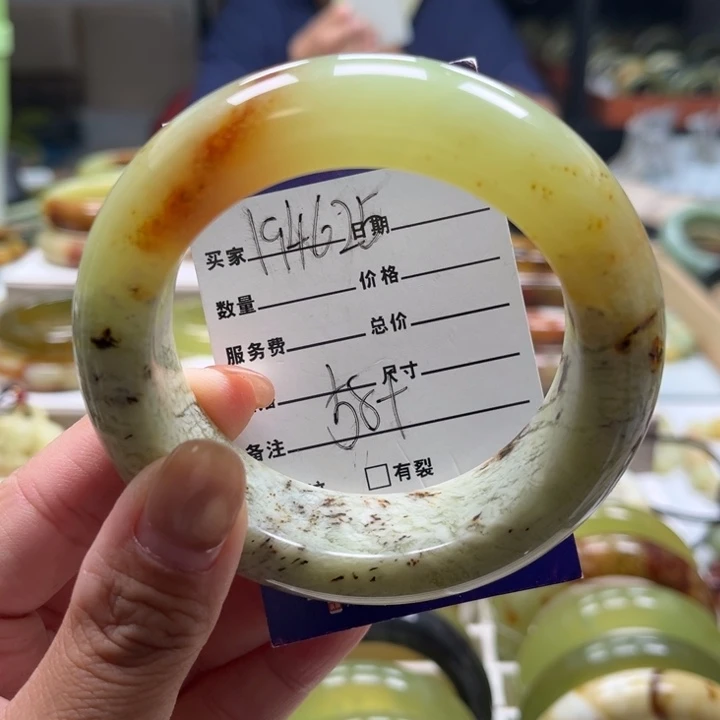 买家 194625 日期
数量 价格
服务费 总价
尺寸
58+
备注
有裂